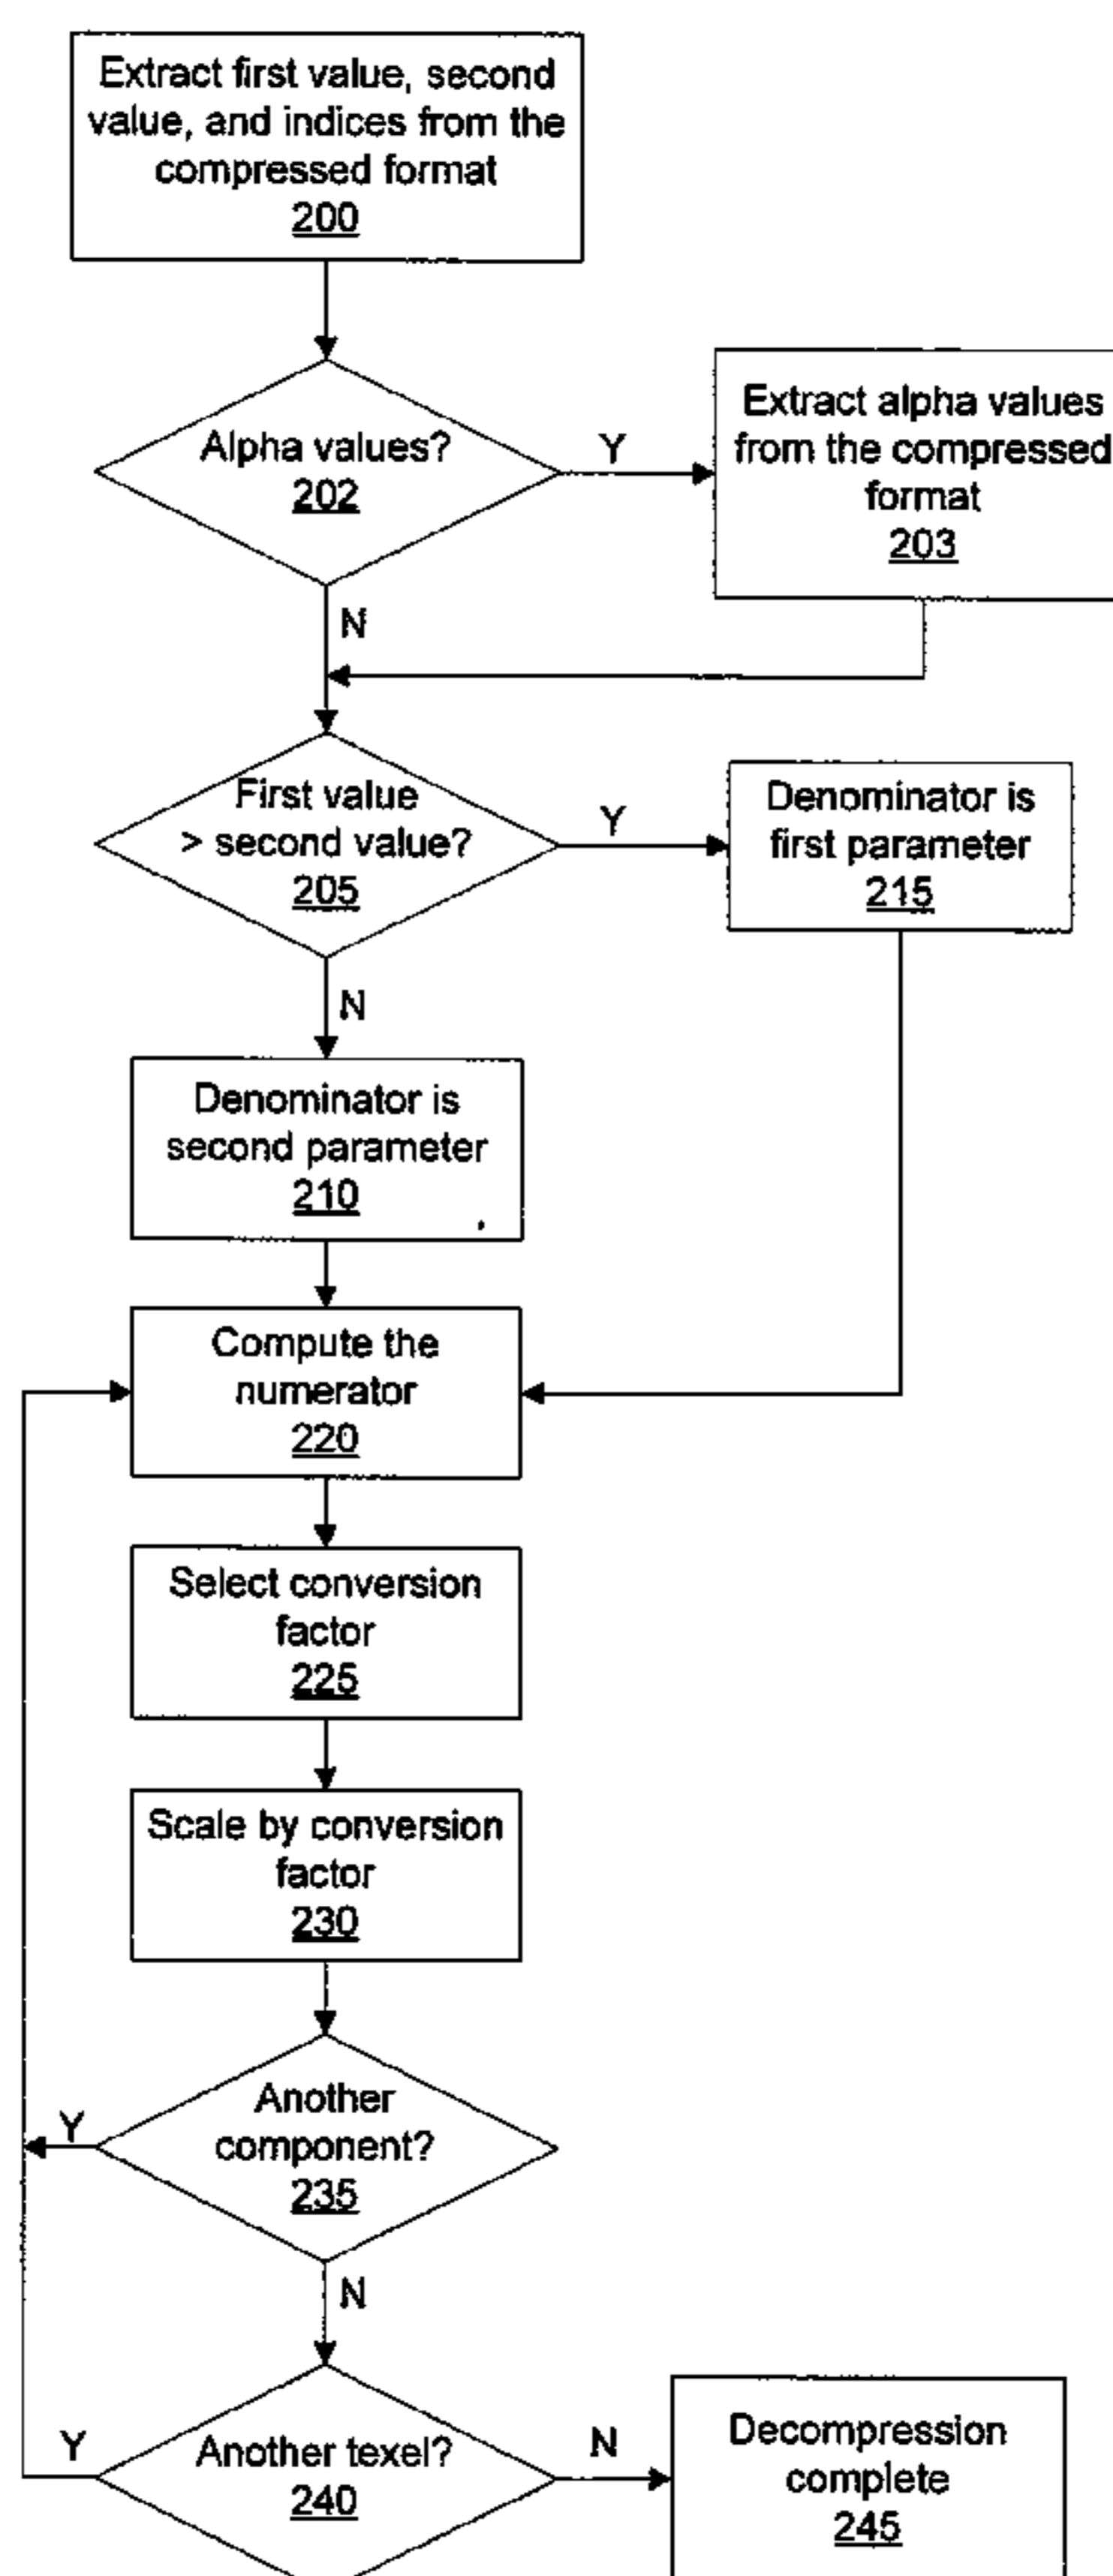 Extract first value, second
value, and indices from the
compressed format
200
Alpha values?
202
Y
Extract alpha values
from the compressed
format
203
N
First value
> second value?
205
Y
Denominator is
first parameter
215
N
Denominator is
second parameter
210
Compute the
numerator
220
Select conversion
factor
225
Scale by conversion
factor
230
Another
component?
235
Y
N
Another texel?
240
Y
N
Decompression
complete
245